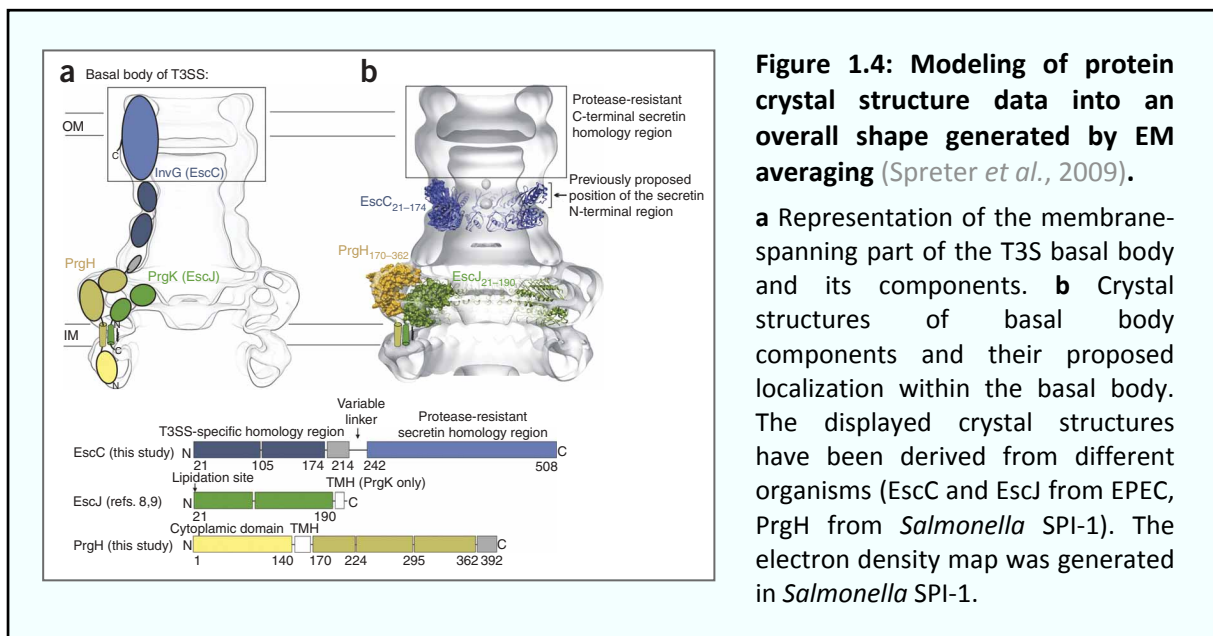 a
Basal body of T3SS:
OM
C
InvG (EscC)
PrgH
PrgK (EscJ)
N
IM
C
N
b
Protease-resistant
C-terminal secretin
homology region
Previously proposed
position of the secretin
N-terminal region
EscC21–174
PrgH170–362
EscJ21–190
Variable
linker
Protease-resistant
secretin homology region
T3SS-specific homology region
EscC (this study) N C
21 105 174 214 242 508
Lipidation site
TMH (PrgK only)
EscJ (refs. 8,9) N C
21 190
Cytoplamic domain TMH
PrgH (this study) N C
1 140 170 224 295 362 392
Figure 1.4: Modeling of protein
crystal structure data into an
overall shape generated by EM
averaging (Spreter et al., 2009).
a Representation of the membrane-
spanning part of the T3S basal body
and its components. b Crystal
structures of basal body
components and their proposed
localization within the basal body.
The displayed crystal structures
have been derived from different
organisms (EscC and EscJ from EPEC,
PrgH from Salmonella SPI-1). The
electron density map was generated
in Salmonella SPI-1.